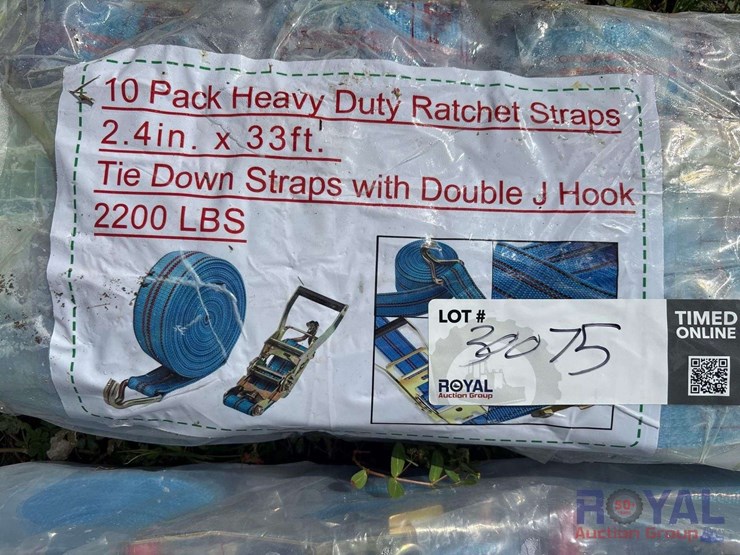 10 Pack Heavy Duty Ratchet Straps
2.4in. x 33ft.
Tie Down Straps with Double J Hook
2200 LBS
LOT #
30075
TIMED
ONLINE
ROYAL
Auction Group
ROYAL
Auction Group